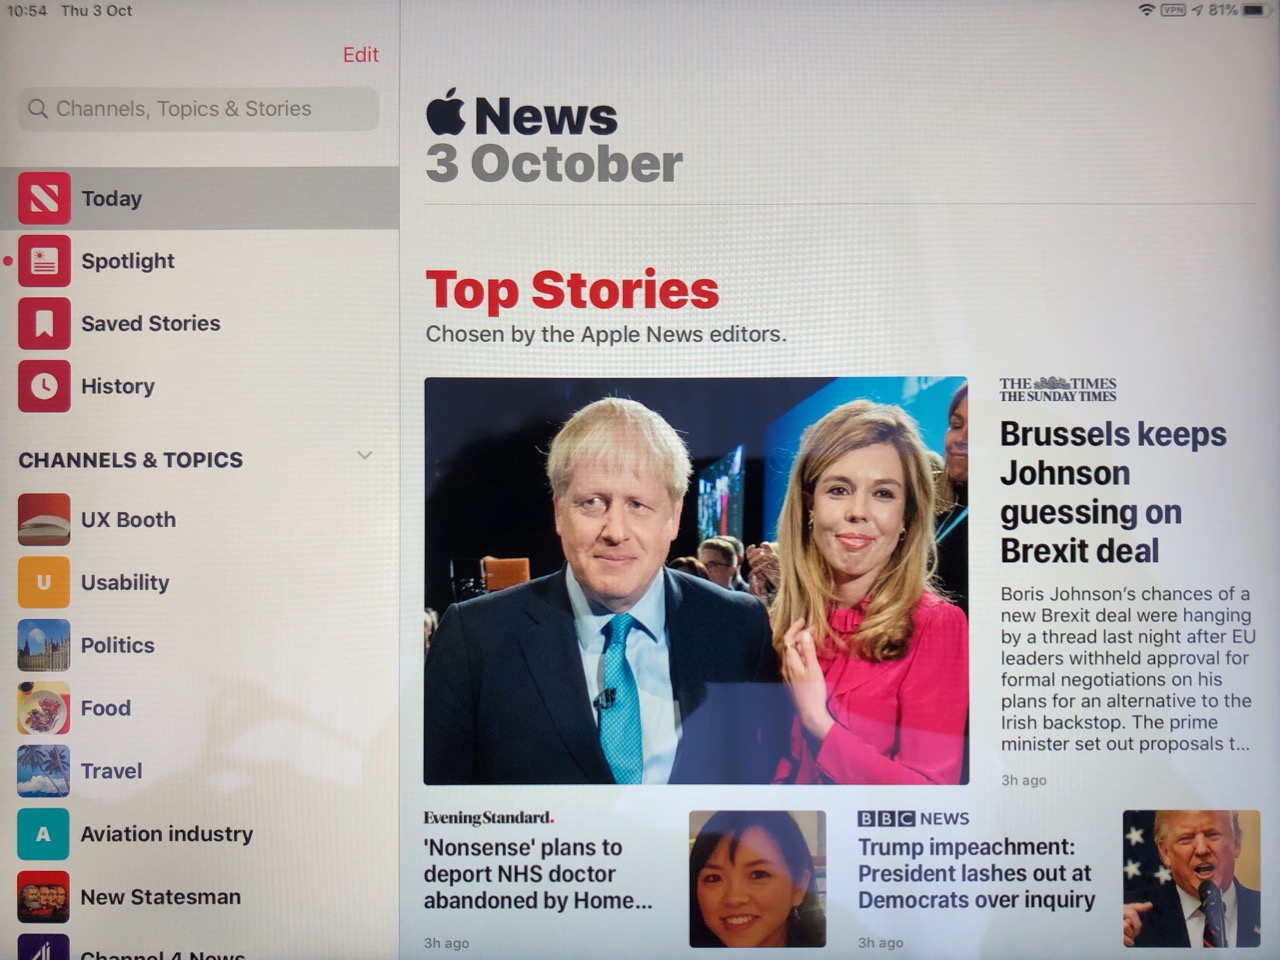 10:54 Thu 3 Oct
VPN 81%
Edit
Channels, Topics & Stories
Today
Spotlight
Saved Stories
History
CHANNELS & TOPICS
UX Booth
U
Usability
Politics
Food
Travel
A
Aviation industry
New Statesman
Channel 4 News
News
3 October
Top Stories
Chosen by the Apple News editors.
THE TIMES
THE SUNDAY TIMES
Brussels keeps
Johnson
guessing on
Brexit deal
Boris Johnson's chances of a
new Brexit deal were hanging
by a thread last night after EU
leaders withheld approval for
formal negotiations on his
plans for an alternative to the
Irish backstop. The prime
minister set out proposals t...
3h ago
Evening Standard.
'Nonsense' plans to
deport NHS doctor
abandoned by Home...
3h ago
BBC NEWS
Trump impeachment:
President lashes out at
Democrats over inquiry
3h ago